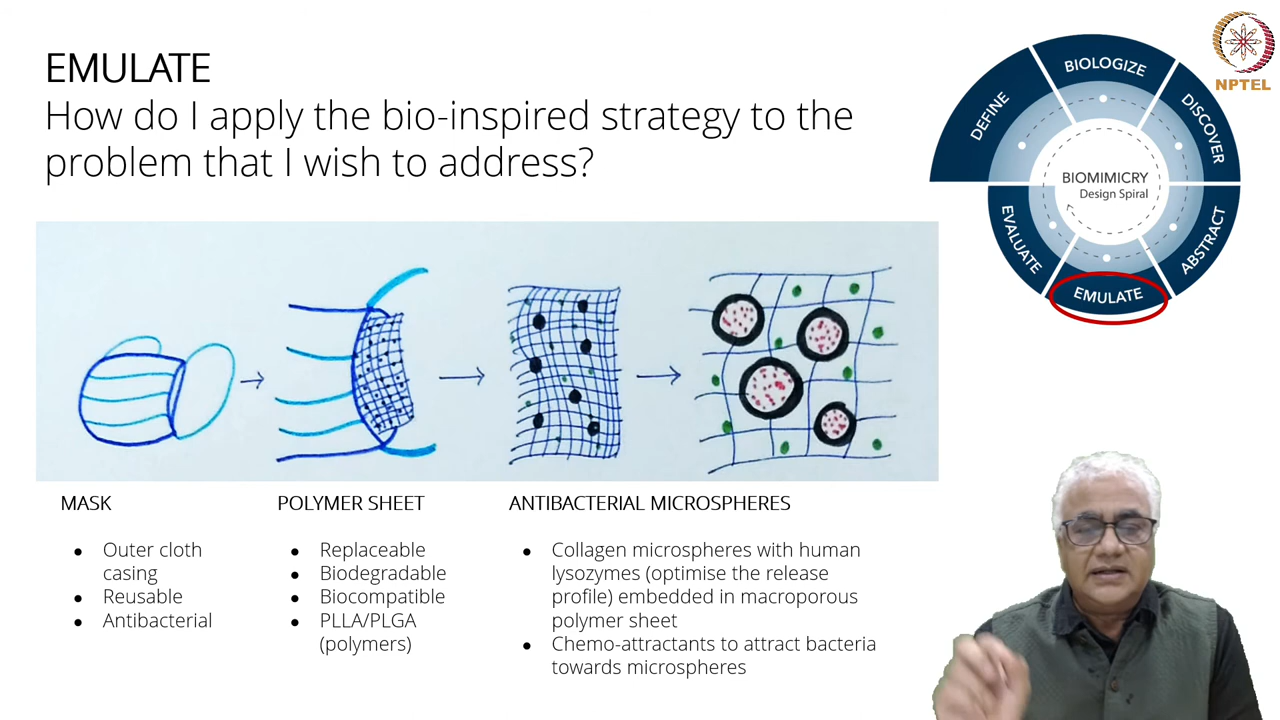 EMULATE
How do I apply the bio-inspired strategy to the
problem that I wish to address?
NPTEL
DEFINE
BIOLOGIZE
DISCOVER
ABSTRACT
EMULATE
EVALUATE
BIOMIMICRY
Design Spiral
MASK
● Outer cloth
casing
● Reusable
● Antibacterial
POLYMER SHEET
● Replaceable
● Biodegradable
● Biocompatible
● PLLA/PLGA
(polymers)
ANTIBACTERIAL MICROSPHERES
● Collagen microspheres with human
lysozymes (optimise the release
profile) embedded in macroporous
polymer sheet
● Chemo-attractants to attract bacteria
towards microspheres